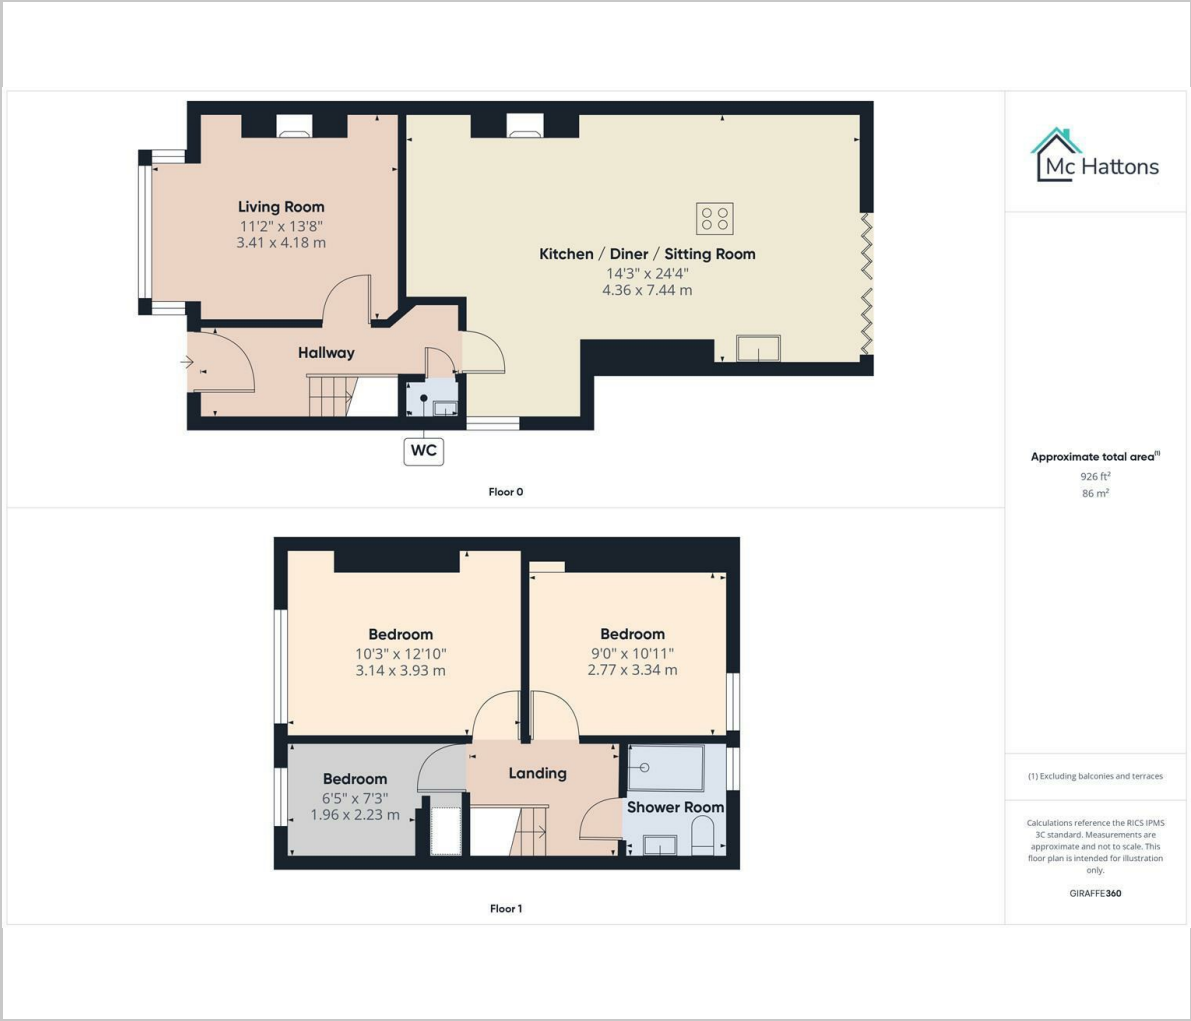 Living Room
11'2" x 13'8"
3.41 x 4.18 m
Kitchen / Diner / Sitting Room
14'3" x 24'4"
4.36 x 7.44 m
Hallway
WC
Floor 0
Bedroom
10'3" x 12'10"
3.14 x 3.93 m
Bedroom
9'0" x 10'11"
2.77 x 3.34 m
Bedroom
6'5" x 7'3"
1.96 x 2.23 m
Landing
Shower Room
Floor 1
Mc Hattons
Approximate total area(1)
926 ft²
86 m²
(1) Excluding balconies and terraces
Calculations reference the RICS IPMS
3C standard. Measurements are
approximate and not to scale. This
floor plan is intended for illustration
only.
GIRAFFE360